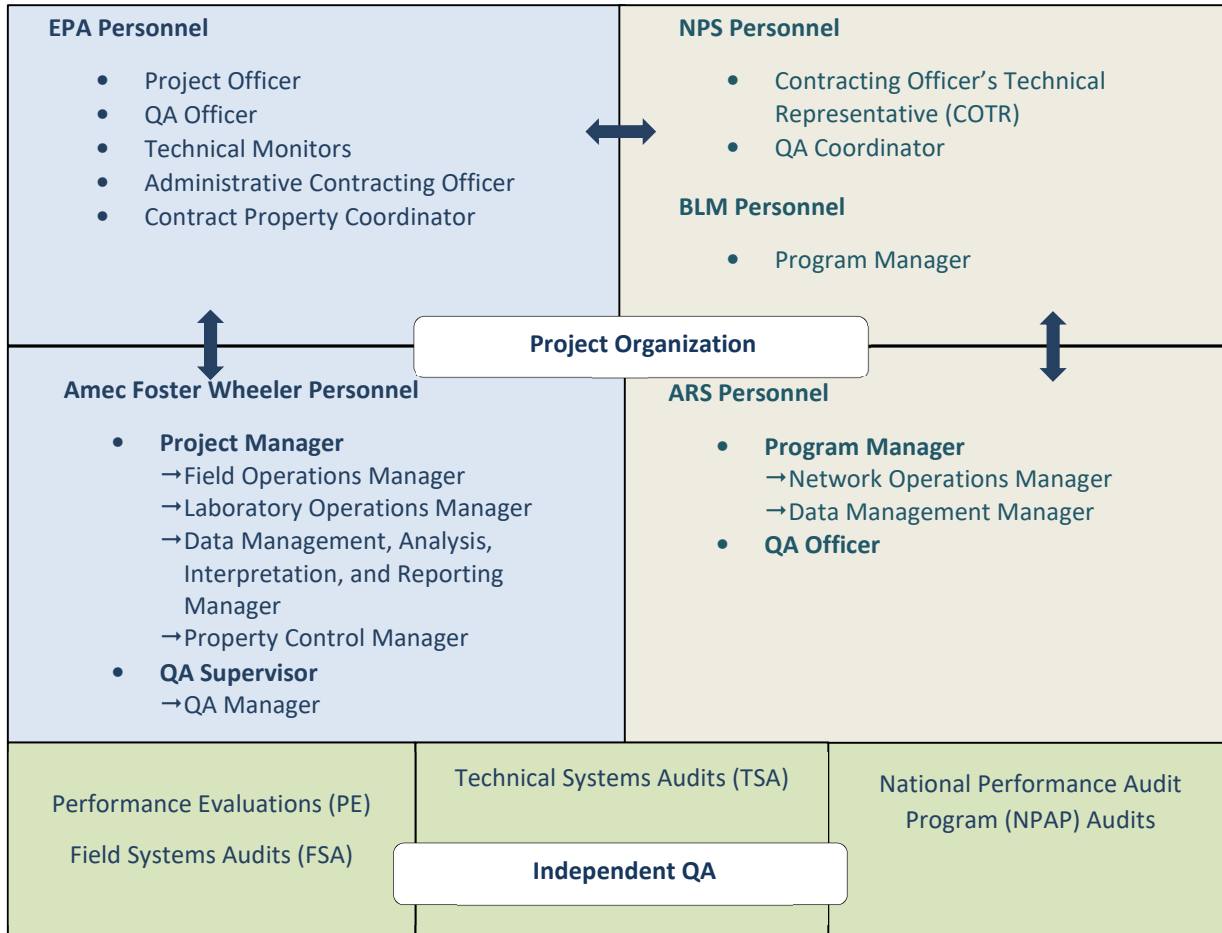 EPA Personnel
• Project Officer
• QA Officer
• Technical Monitors
• Administrative Contracting Officer
• Contract Property Coordinator
NPS Personnel
• Contracting Officer’s Technical
Representative (COTR)
• QA Coordinator
BLM Personnel
• Program Manager
Project Organization
Amec Foster Wheeler Personnel
• Project Manager
→Field Operations Manager
→Laboratory Operations Manager
→Data Management, Analysis,
Interpretation, and Reporting
Manager
→Property Control Manager
• QA Supervisor
→QA Manager
ARS Personnel
• Program Manager
→Network Operations Manager
→Data Management Manager
• QA Officer
Performance Evaluations (PE)
Field Systems Audits (FSA)
Technical Systems Audits (TSA)
National Performance Audit
Program (NPAP) Audits
Independent QA